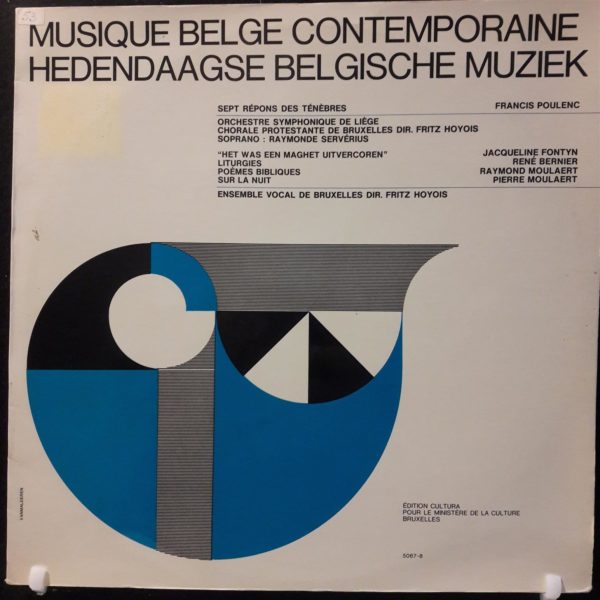 MUSIQUE BELGE CONTEMPORAINE
HEDENDAAGSE BELGISCHE MUZIEK
SEPT RÉPONS DES TÉNÈBRES FRANCIS POULENC
ORCHESTRE SYMPHONIQUE DE LIÈGE
CHORALE PROTESTANTE DE BRUXELLES DIR. FRITZ HOYOIS
SOPRANO : RAYMONDE SERVÉRIUS
"HET WAS EEN MAGHET UITVERCOREN" JACQUELINE FONTYN
LITURGIES RENÉ BERNIER
POÈMES BIBLIQUES RAYMOND MOULAERT
SUR LA NUIT PIERRE MOULAERT
ENSEMBLE VOCAL DE BRUXELLES DIR. FRITZ HOYOIS
VANMALDEREN
ÉDITION CULTURA
POUR LE MINISTÈRE DE LA CULTURE
BRUXELLES
5067-8